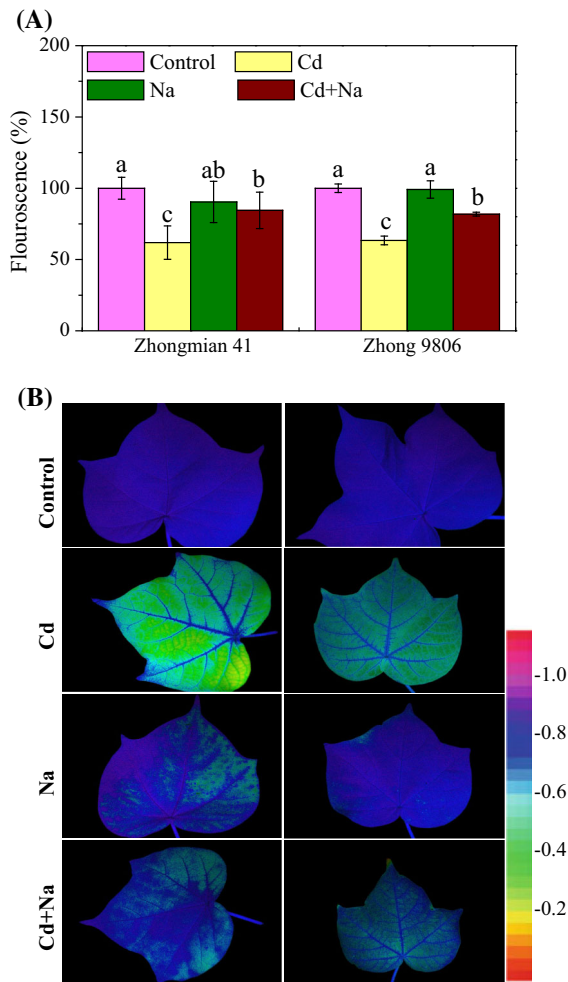 (A)
200
150
100
50
0
Flouroscence (%)
Control
Cd
Na
Cd+Na
a
c
ab
b
a
c
a
b
Zhongmian 41
Zhong 9806
(B)
Control
Cd
Na
Cd+Na
-1.0
-0.8
-0.6
-0.4
-0.2